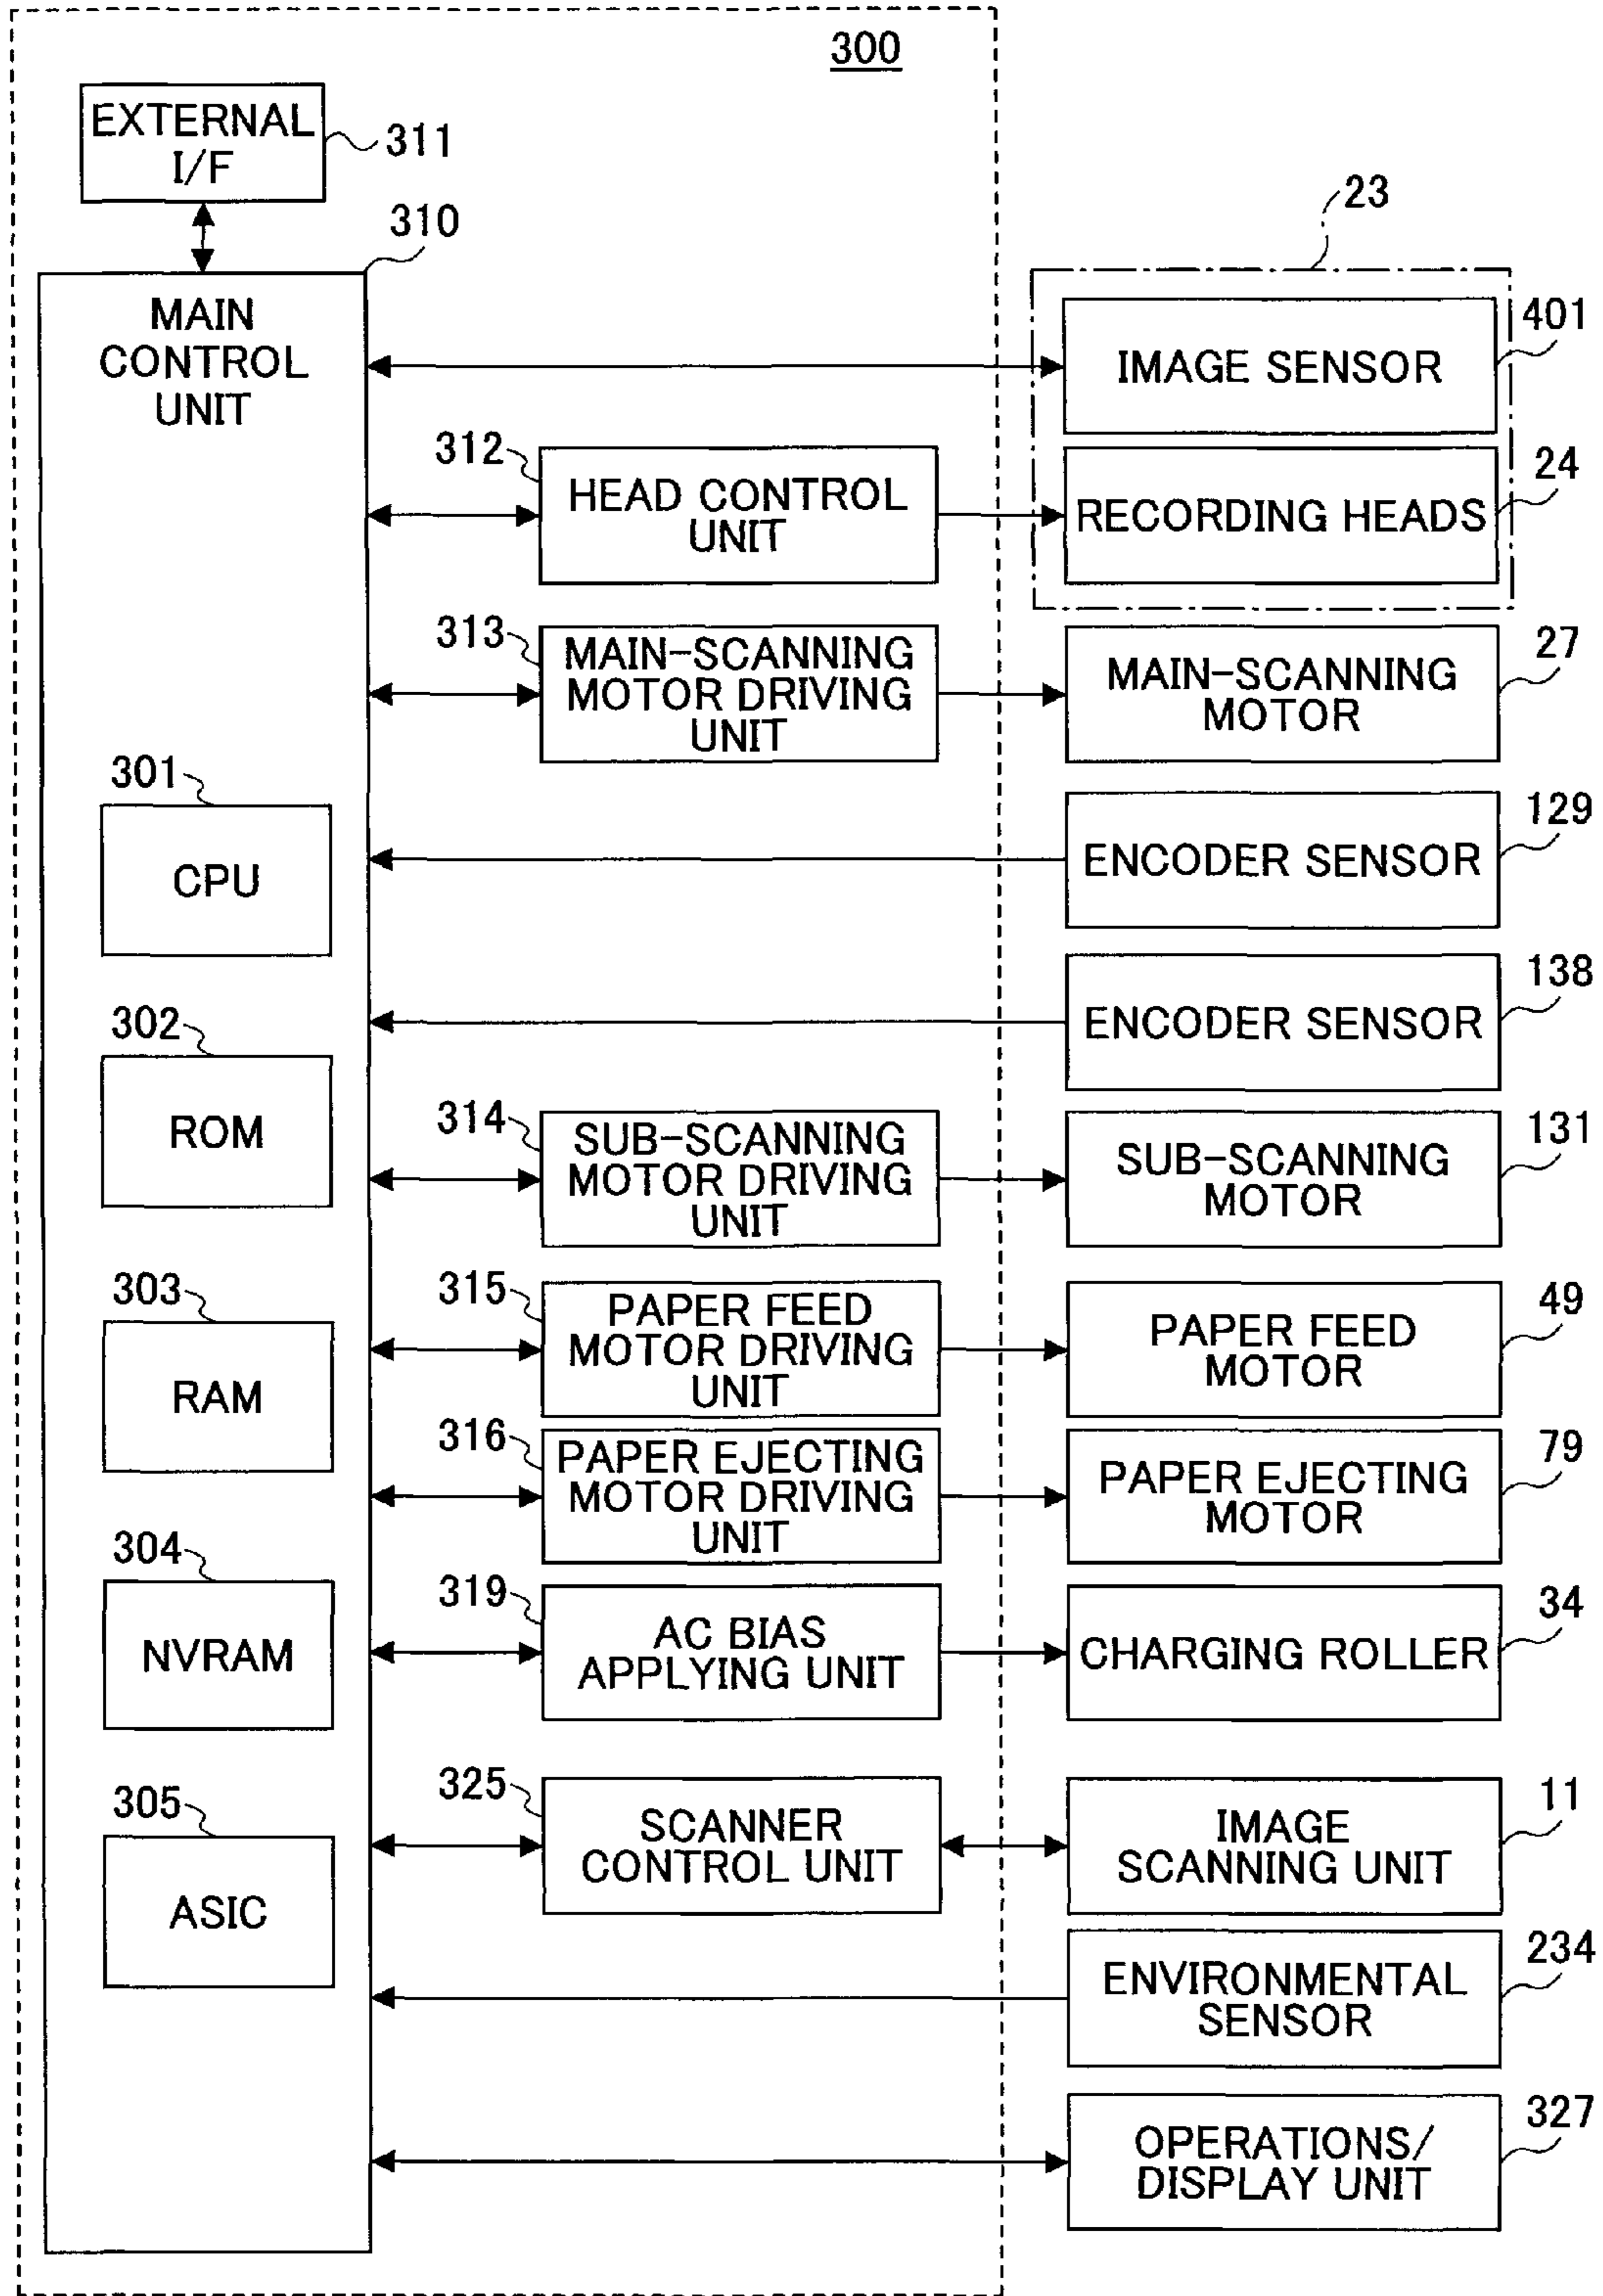 300
EXTERNAL
I/F
311
310
23
MAIN
CONTROL
UNIT
IMAGE SENSOR
401
312
HEAD CONTROL
UNIT
RECORDING HEADS
24
313
MAIN-SCANNING
MOTOR DRIVING
UNIT
MAIN-SCANNING
MOTOR
27
301
CPU
ENCODER SENSOR
129
ENCODER SENSOR
138
302
ROM
314
SUB-SCANNING
MOTOR DRIVING
UNIT
SUB-SCANNING
MOTOR
131
303
RAM
315
PAPER FEED
MOTOR DRIVING
UNIT
PAPER FEED
MOTOR
49
316
PAPER EJECTING
MOTOR DRIVING
UNIT
PAPER EJECTING
MOTOR
79
304
NVRAM
319
AC BIAS
APPLYING UNIT
CHARGING ROLLER
34
305
ASIC
325
SCANNER
CONTROL UNIT
IMAGE
SCANNING UNIT
11
ENVIRONMENTAL
SENSOR
234
OPERATIONS/
DISPLAY UNIT
327